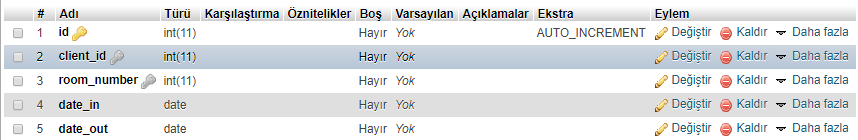 # Adı Türü Karşılaştırma Öznitelikler Boş Varsayılan Açıklamalar Ekstra Eylem
1 id int(11) Hayır Yok AUTO_INCREMENT Değiştir Kaldır Daha fazla
2 client_id int(11) Hayır Yok Değiştir Kaldır Daha fazla
3 room_number int(11) Hayır Yok Değiştir Kaldır Daha fazla
4 date_in date Hayır Yok Değiştir Kaldır Daha fazla
5 date_out date Hayır Yok Değiştir Kaldır Daha fazla